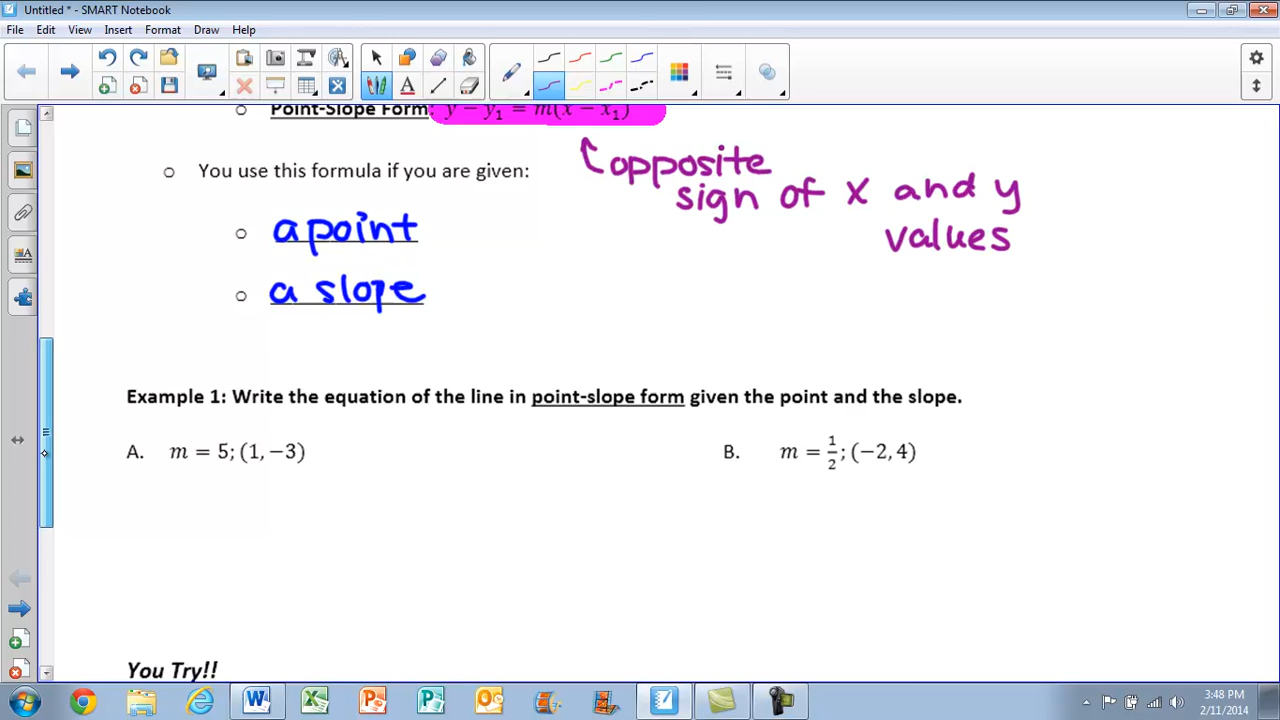 Untitled * - SMART Notebook
File Edit View Insert Format Draw Help
Point-Slope Form: y − y₁ = m(x − x₁)
opposite
You use this formula if you are given:
sign of x and y
a point
values
a slope
Example 1: Write the equation of the line in point-slope form given the point and the slope.
A. m = 5; (1, −3)
B. m = 1/2; (−2, 4)
You Try!!
3:48 PM
2/11/2014